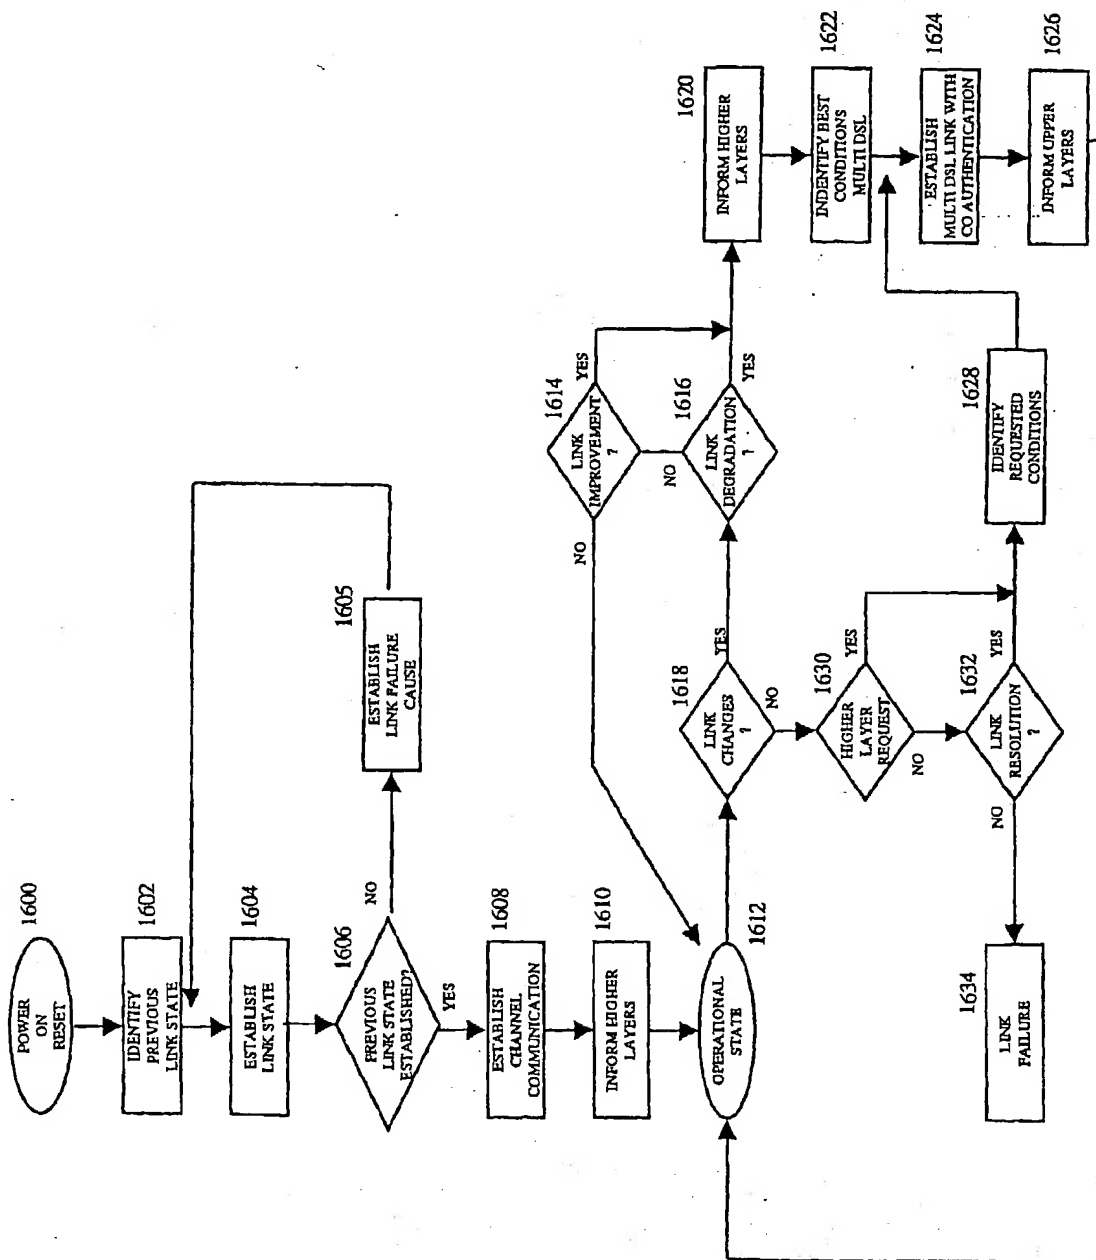 1600
POWER
ON
RESET
1602
IDENTIFY
PREVIOUS
LINK STATE
1604
ESTABLISH
LINK STATE
1606
PREVIOUS
LINK STATE
ESTABLISHED?
NO
YES
1605
ESTABLISH
LINK FAILURE
CAUSE
1608
ESTABLISH
CHANNEL
COMMUNICATION
1610
INFORM HIGHER
LAYERS
OPERATIONAL
STATE
1612
1618
LINK
CHANGES
?
YES
NO
1614
LINK
IMPROVEMENT
?
YES
NO
1616
LINK
DEGRADATION
?
YES
NO
1620
INFORM HIGHER
LAYERS
1622
INDENTIFY BEST
CONDITIONS
MULTI DSL
1624
ESTABLISH
MULTI DSL LINK WITH
CO AUTHENTICATION
1626
INFORM UPPER
LAYERS
1630
HIGHER
LAYER
REQUEST
YES
NO
1632
LINK
RESOLUTION
?
YES
NO
1628
IDENTIFY
REQUESTED
CONDITIONS
1634
LINK
FAILURE